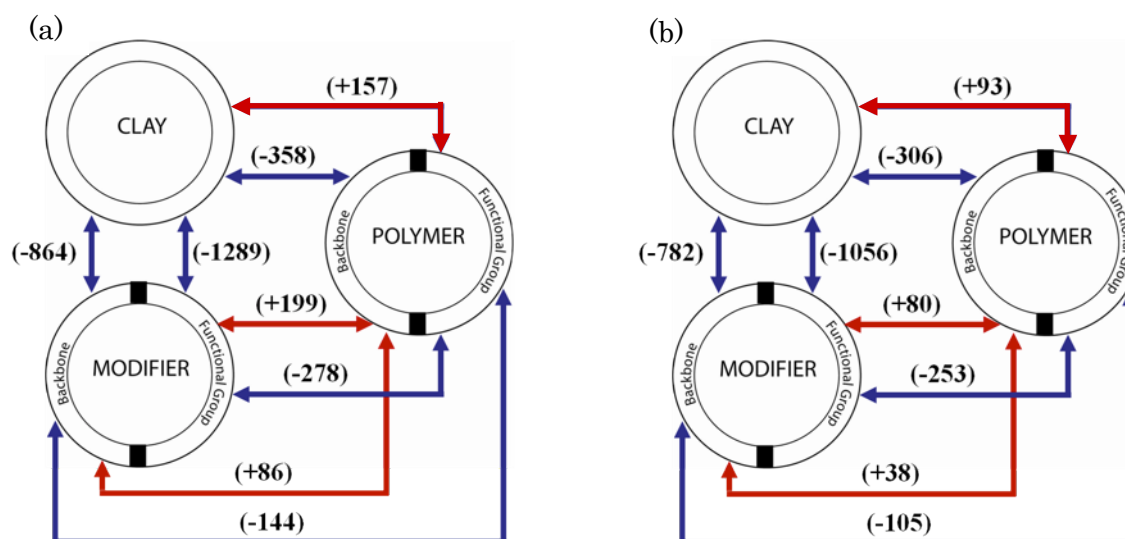 (a)
(+157)
CLAY
(-358)
Backbone
POLYMER
Functional Group
(-864)
(-1289)
(+199)
Backbone
MODIFIER
Functional Group
(-278)
(+86)
(-144)
(b)
(+93)
CLAY
(-306)
Backbone
POLYMER
Functional Group
(-782)
(-1056)
(+80)
Backbone
MODIFIER
Functional Group
(-253)
(+38)
(-105)